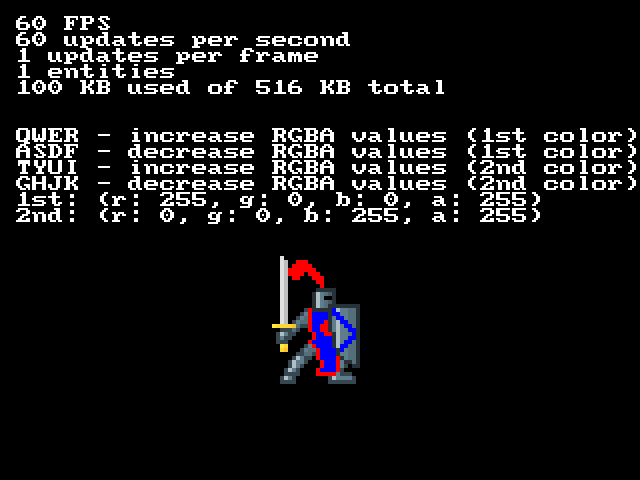 60 FPS
60 updates per second
1 updates per frame
1 entities
100 KB used of 516 KB total
QWER - increase RGBA values (1st color)
ASDF - decrease RGBA values (1st color)
TYUI - increase RGBA values (2nd color)
GHJK - decrease RGBA values (2nd color)
1st: (r: 255, g: 0, b: 0, a: 255)
2nd: (r: 0, g: 0, b: 255, a: 255)